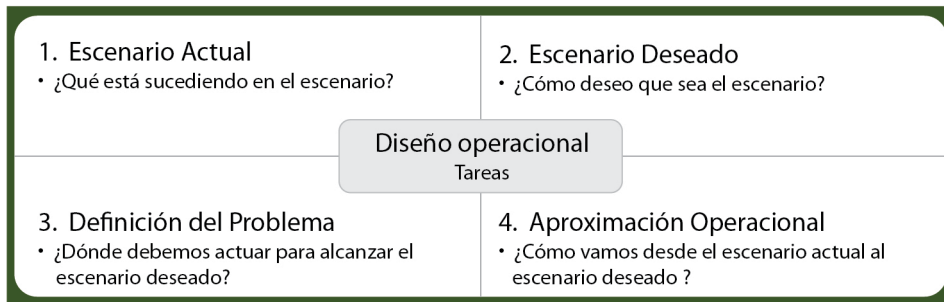 1. Escenario Actual
• ¿Qué está sucediendo en el escenario?
2. Escenario Deseado
• ¿Cómo deseo que sea el escenario?
Diseño operacional
Tareas
3. Definición del Problema
• ¿Dónde debemos actuar para alcanzar el
escenario deseado?
4. Aproximación Operacional
• ¿Cómo vamos desde el escenario actual al
escenario deseado ?